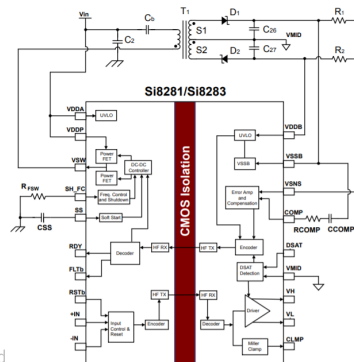 Vin
Cb
T1
D1
R1
S1
C26
VMID
C2
S2
D2
C27
R2
Si8281/Si8283
VDDA
UVLO
VDDP
Power FET
DC-DC Controller
VSW
Power FET
RFSW
SH_FC
Freq. Control and Shutdown
SS
Soft Start
CSS
RDY
Decoder
FLTb
HF RX
HF TX
RSTb
+IN
-IN
Input Control & Reset
Encoder
HF TX
HF RX
CMOS Isolation
VDDB
UVLO
VSSB
VSSB
VSNS
Error Amp and Compensation
COMP
RCOMP
CCOMP
Encoder
DSAT
DSAT Detection
VMID
VH
Driver
VL
Decoder
Miller Clamp
CLMP